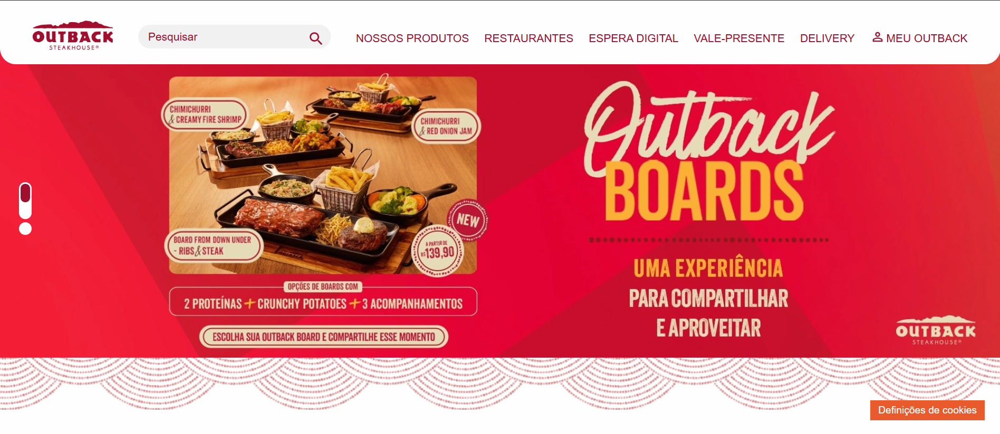 OUTBACK
STEAKHOUSE®
Pesquisar
NOSSOS PRODUTOS
RESTAURANTES
ESPERA DIGITAL
VALE-PRESENTE
DELIVERY
MEU OUTBACK
CHIMICHURRI
& CREAMY FIRE SHRIMP
CHIMICHURRI
& RED ONION JAM
BOARD FROM DOWN UNDER
- RIBS & STEAK
NEW
A PARTIR DE
R$139,90
OPÇÕES DE BOARDS COM
2 PROTEÍNAS + CRUNCHY POTATOES + 3 ACOMPANHAMENTOS
ESCOLHA SUA OUTBACK BOARD E COMPARTILHE ESSE MOMENTO
Outback
BOARDS
UMA EXPERIÊNCIA
PARA COMPARTILHAR
E APROVEITAR
OUTBACK
STEAKHOUSE®
Definições de cookies